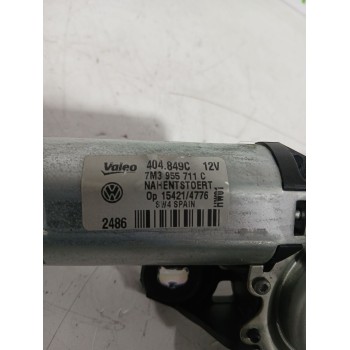 Valeo 404.849C 12V
7M3 955 711 C
NAHENTSTOERT
Op 15421/4776
SW4 SPAIN
2486